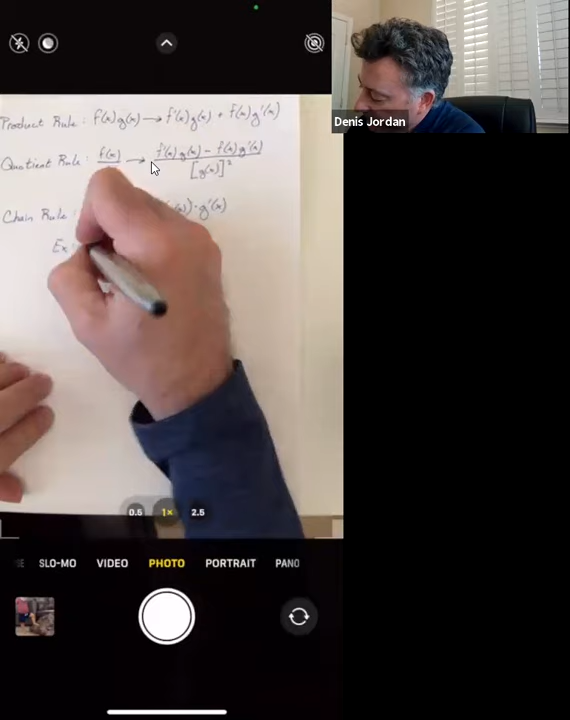 Denis Jordan
Product Rule: f(x)g(x) → f'(x)g(x) + f(x)g'(x)
Quotient Rule: f(x) → f'(x)g(x) - f(x)g'(x)
[g(x)]²
Chain Rule: g(x)) · g'(x)
Ex:
0.5 1× 2.5
SLO-MO VIDEO PHOTO PORTRAIT PANO